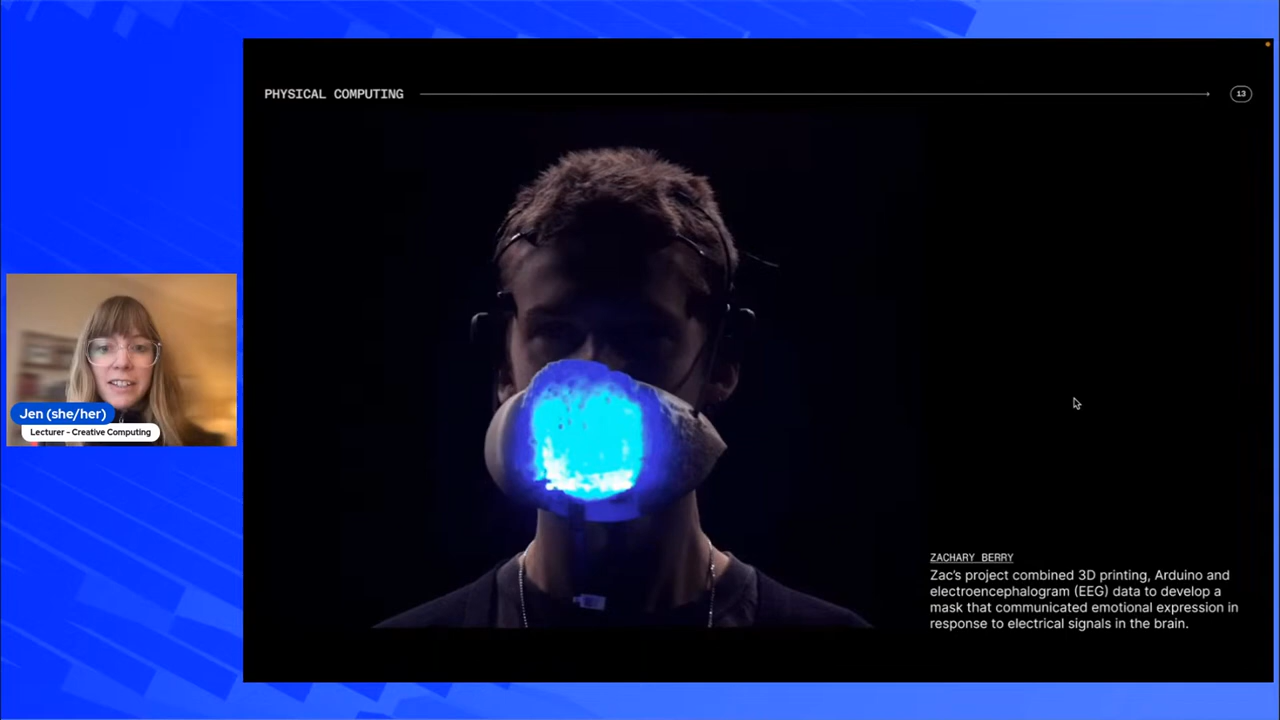 PHYSICAL COMPUTING
13
Jen (she/her)
Lecturer - Creative Computing
ZACHARY BERRY
Zac's project combined 3D printing, Arduino and
electroencephalogram (EEG) data to develop a
mask that communicated emotional expression in
response to electrical signals in the brain.